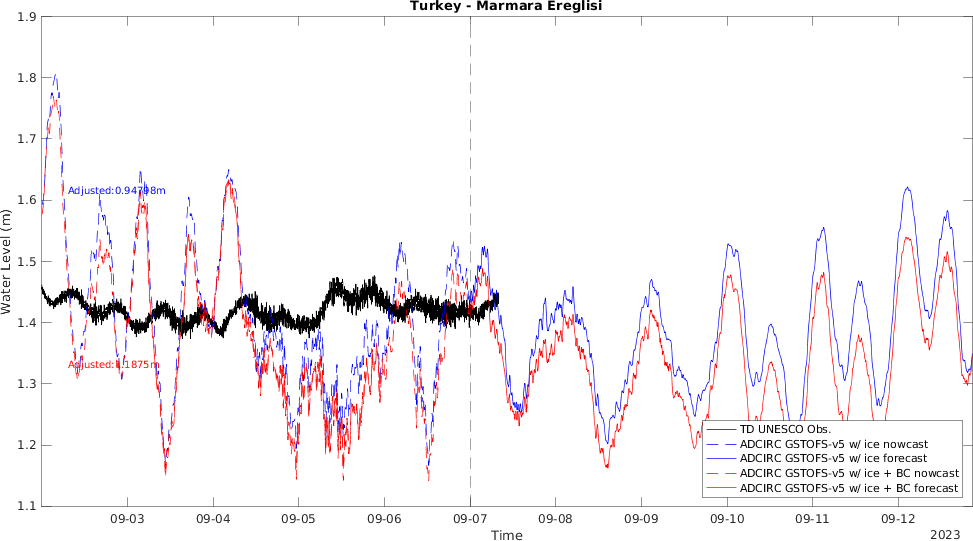 Turkey - Marmara Ereglisi
1.9
1.8
1.7
1.6
1.5
1.4
1.3
1.2
1.1
Water Level (m)
Adjusted:0.94798m
Adjusted:1.1875m
TD UNESCO Obs.
ADCIRC GSTOFS-v5 w/ ice nowcast
ADCIRC GSTOFS-v5 w/ ice forecast
ADCIRC GSTOFS-v5 w/ ice + BC nowcast
ADCIRC GSTOFS-v5 w/ ice + BC forecast
09-03 09-04 09-05 09-06 09-07 09-08 09-09 09-10 09-11 09-12
Time
2023